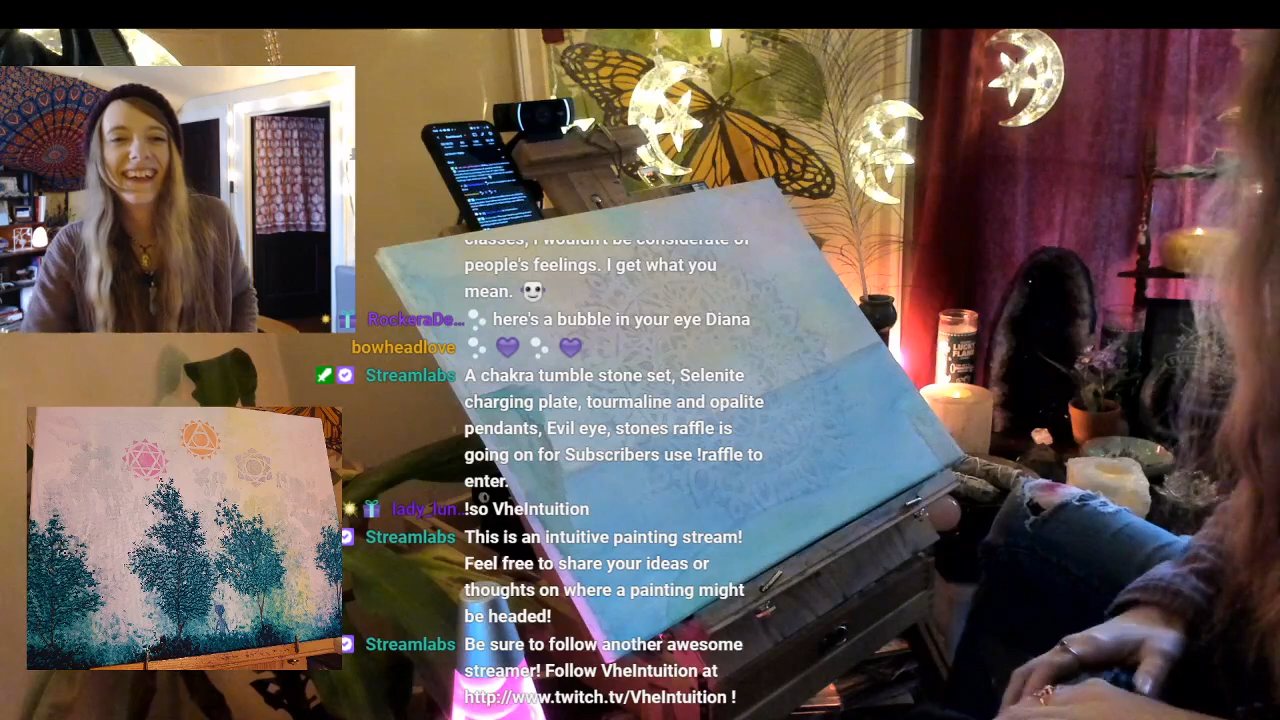 classes, I wouldn't be considerate of
people's feelings. I get what you
mean.
RockeraDe... here's a bubble in your eye Diana
bowheadlove
Streamlabs A chakra tumble stone set, Selenite
charging plate, tourmaline and opalite
pendants, Evil eye, stones raffle is
going on for Subscribers use !raffle to
enter.
lady_lun... !so VheIntuition
Streamlabs This is an intuitive painting stream!
Feel free to share your ideas or
thoughts on where a painting might
be headed!
Streamlabs Be sure to follow another awesome
streamer! Follow VheIntuition at
http://www.twitch.tv/VheIntuition !
LUCKY
FLAME